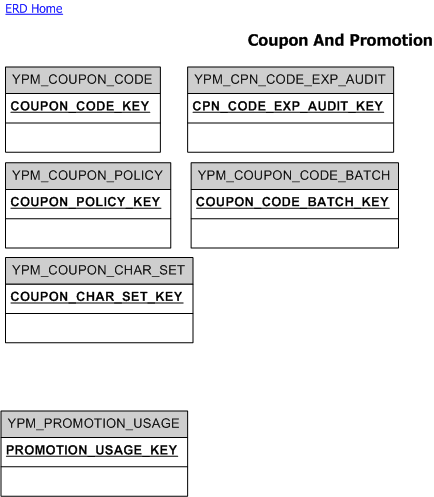 ERD Home
Coupon And Promotion
YPM_COUPON_CODE
COUPON_CODE_KEY
YPM_CPN_CODE_EXP_AUDIT
CPN_CODE_EXP_AUDIT_KEY
YPM_COUPON_POLICY
COUPON_POLICY_KEY
YPM_COUPON_CODE_BATCH
COUPON_CODE_BATCH_KEY
YPM_COUPON_CHAR_SET
COUPON_CHAR_SET_KEY
YPM_PROMOTION_USAGE
PROMOTION_USAGE_KEY